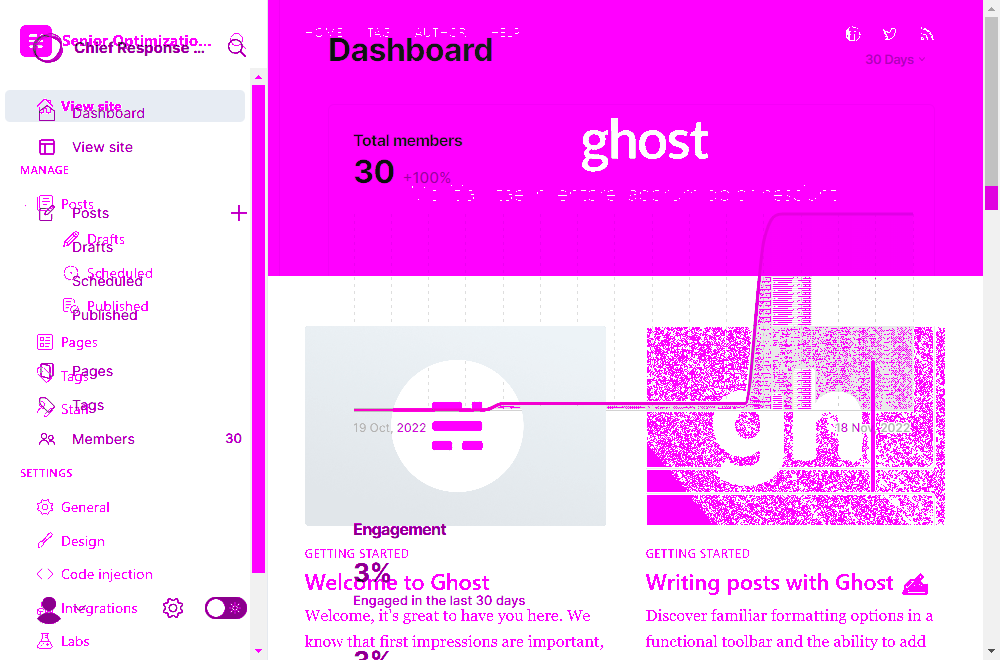 Senior Optimizatio...
Chief Response ...
View site
Dashboard
View site
MANAGE
Posts
Posts
Drafts
Drafts
Scheduled
Scheduled
Published
Published
Pages
Pages
Tags
Tags
Staff
Members 30
SETTINGS
General
Design
Code injection
Integrations
Labs
HOME TAG AUTHOR HELP
Dashboard
30 Days
Total members
30 +100%
ghost
19 Oct, 2022
18 Nov, 2022
gh
Engagement
3%
Engaged in the last 30 days
3%
GETTING STARTED
Welcome to Ghost
Welcome, it's great to have you here. We
know that first impressions are important,
GETTING STARTED
Writing posts with Ghost ✍️
Discover familiar formatting options in a
functional toolbar and the ability to add